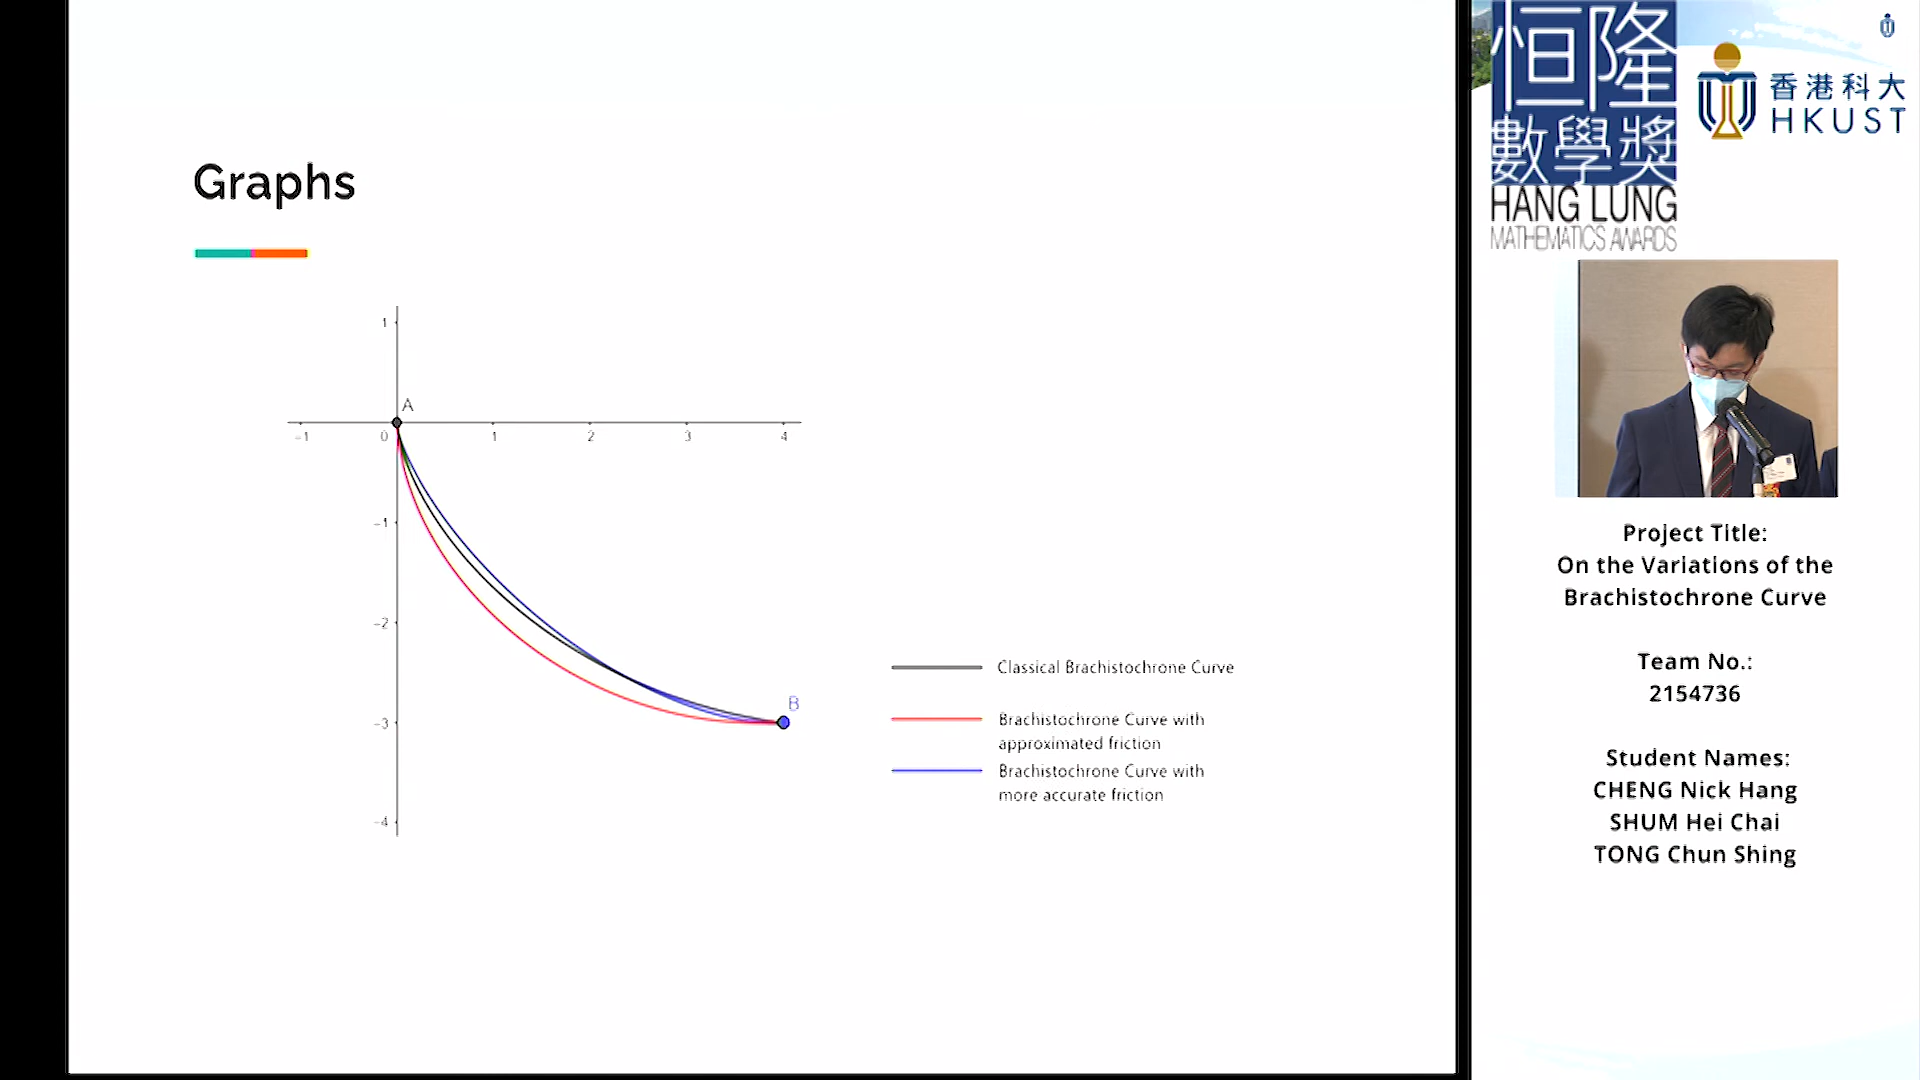 Graphs
1
A
-1
0
1
2
3
4
-1
-2
-3
B
-4
Classical Brachistochrone Curve
Brachistochrone Curve with
approximated friction
Brachistochrone Curve with
more accurate friction
恒隆
數學獎
HANG LUNG
MATHEMATICS AWARDS
香港科大
HKUST
Project Title:
On the Variations of the
Brachistochrone Curve
Team No.:
2154736
Student Names:
CHENG Nick Hang
SHUM Hei Chai
TONG Chun Shing